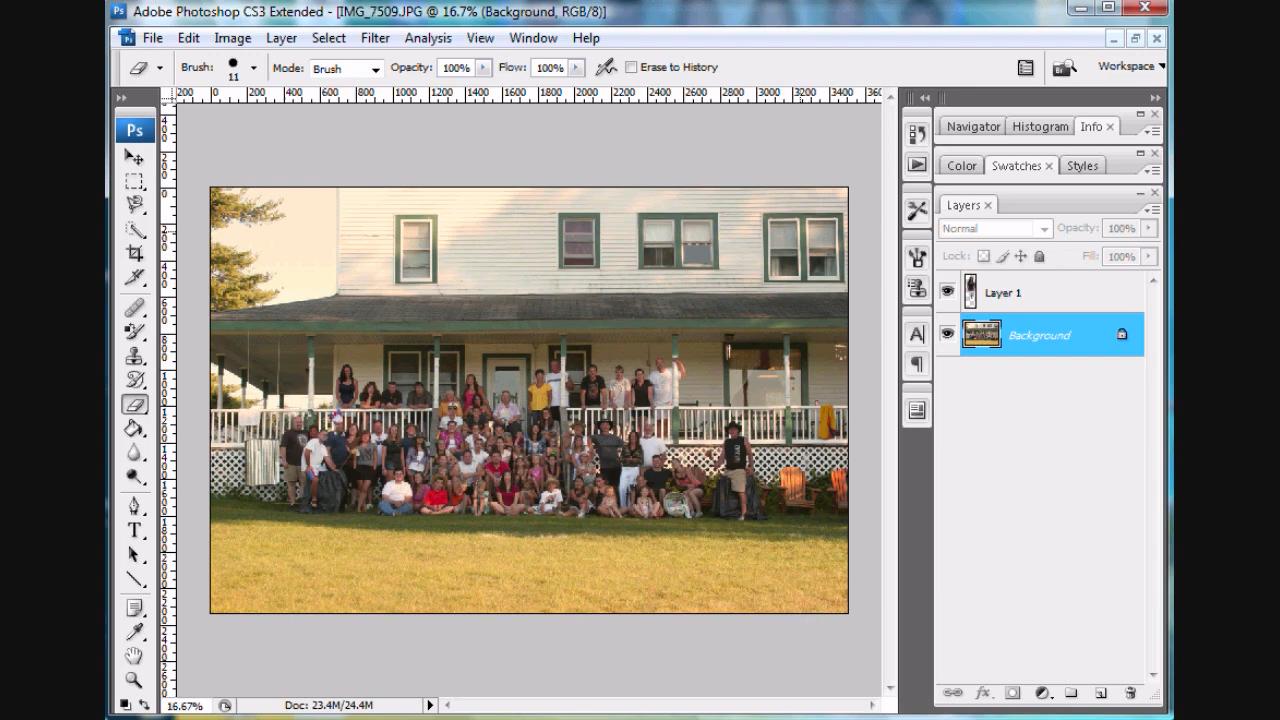 Adobe Photoshop CS3 Extended - [IMG_7509.JPG @ 16.7% (Background, RGB/8)]
File Edit Image Layer Select Filter Analysis View Window Help
Brush: 11 Mode: Brush Opacity: 100% Flow: 100% Erase to History Workspace
200 0 200 400 600 800 1000 1200 1400 1600 1800 2000 2200 2400 2600 2800 3000 3200 3400 360
Ps
Navigator Histogram Info
Color Swatches Styles
Layers
Normal Opacity: 100%
Lock: Fill: 100%
Layer 1
Background
16.67% Doc: 23.4M/24.4M